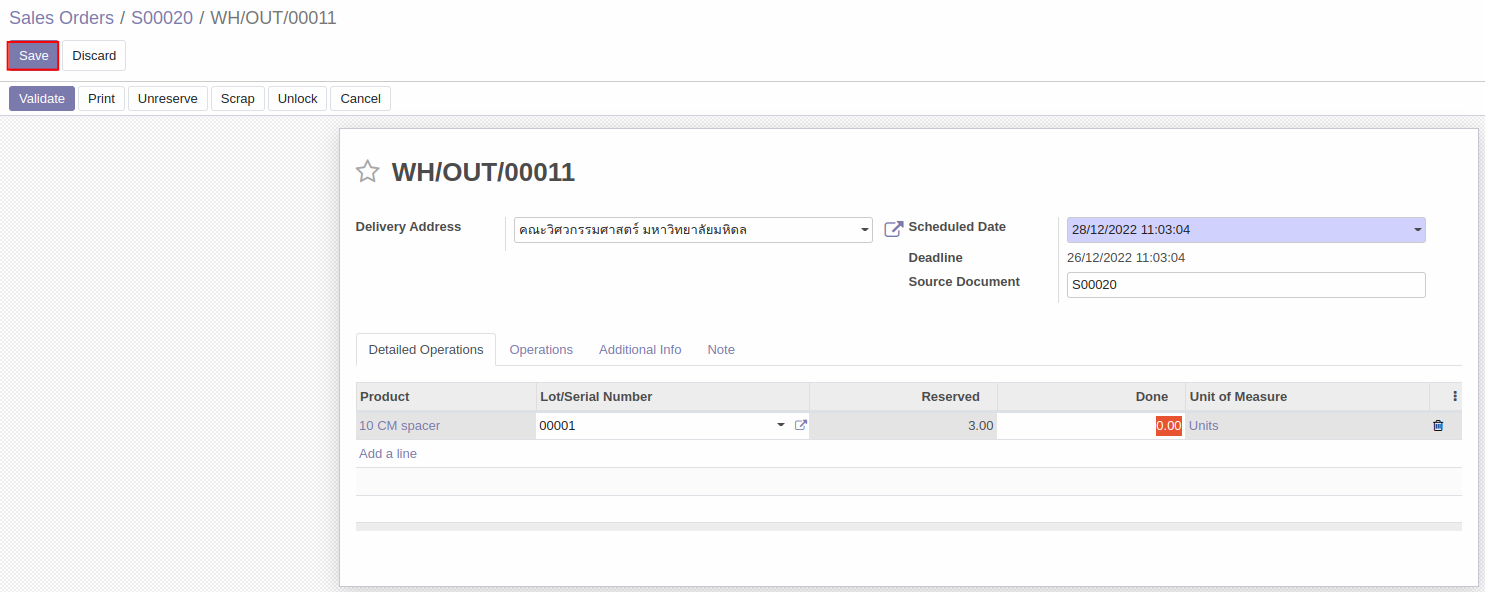 Sales Orders / S00020 / WH/OUT/00011
Save Discard
Validate Print Unreserve Scrap Unlock Cancel
WH/OUT/00011
Delivery Address คณะวิศวกรรมศาสตร์ มหาวิทยาลัยมหิดล Scheduled Date 28/12/2022 11:03:04
Deadline 26/12/2022 11:03:04
Source Document S00020
Detailed Operations Operations Additional Info Note
Product Lot/Serial Number Reserved Done Unit of Measure
10 CM spacer 00001 3.00 0.00 Units
Add a line